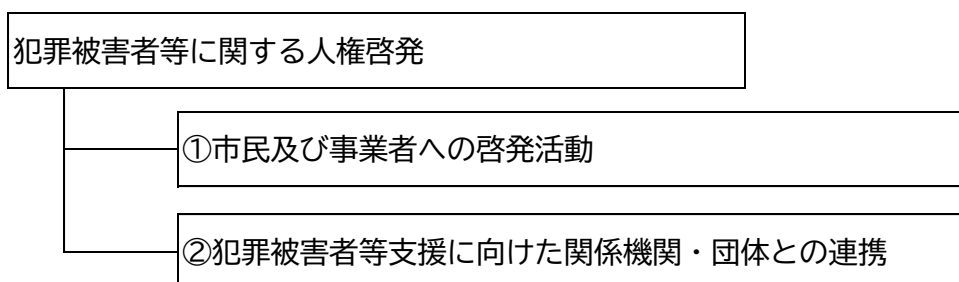 犯罪被害者等に関する人権啓発
①市民及び事業者への啓発活動
②犯罪被害者等支援に向けた関係機関・団体との連携